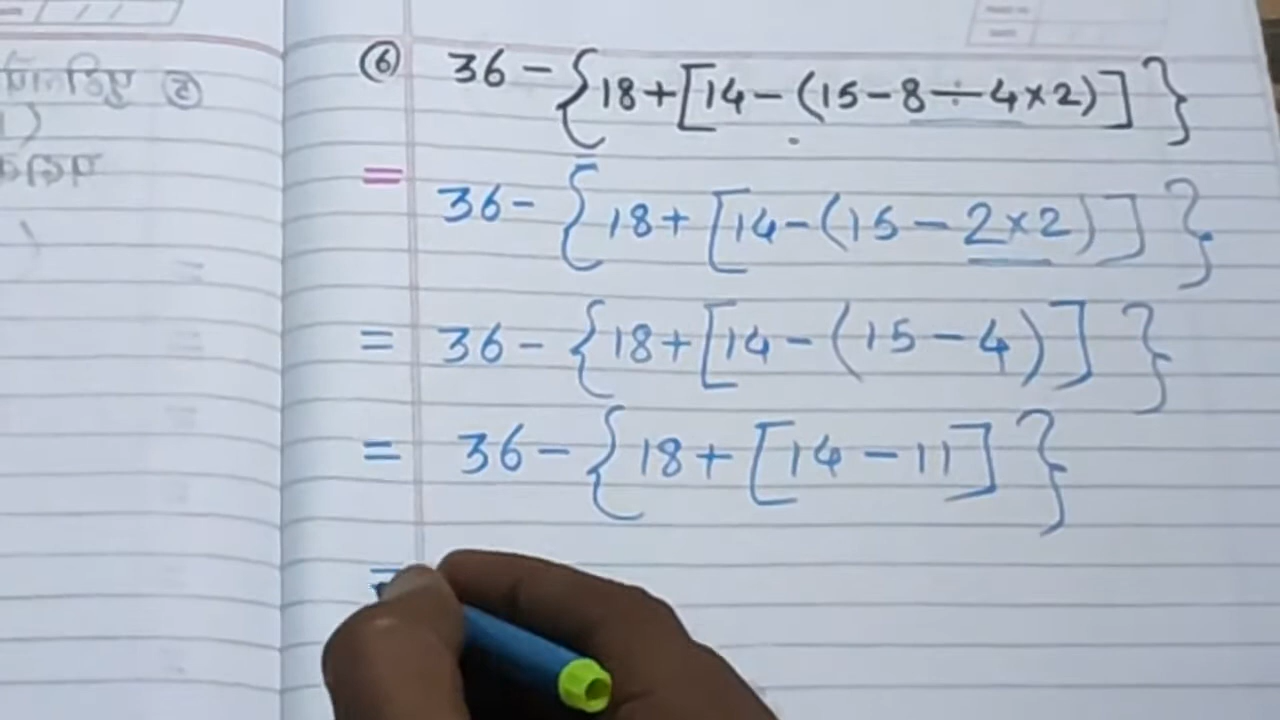 ⑥ 36 - {18 + [14 - (15 - 8 ÷ 4 × 2)]}
= 36 - {18 + [14 - (15 - 2 × 2)]}
= 36 - {18 + [14 - (15 - 4)]}
= 36 - {18 + [14 - 11]}
=